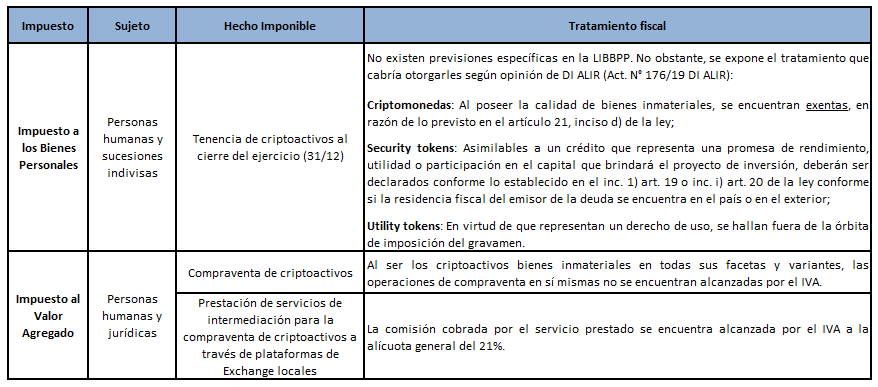 Impuesto
Sujeto
Hecho Imponible
Tratamiento fiscal
Impuesto a
los Bienes
Personales
Personas
humanas y
sucesiones
indivisas
Tenencia de criptoactivos al
cierre del ejercicio (31/12)
No existen previsiones específicas en la LIBBPP. No obstante, se expone el tratamiento que
cabría otorgarles según opinión de DI ALIR (Act. N° 176/19 DI ALIR):
Criptomonedas: Al poseer la calidad de bienes inmateriales, se encuentran exentas, en
razón de lo previsto en el artículo 21, inciso d) de la ley;
Security tokens: Asimilables a un crédito que representa una promesa de rendimiento,
utilidad o participación en el capital que brindará el proyecto de inversión, deberán ser
declarados conforme lo establecido en el inc. 1) art. 19 o inc. i) art. 20 de la ley conforme
si la residencia fiscal del emisor de la deuda se encuentra en el país o en el exterior;
Utility tokens: En virtud de que representan un derecho de uso, se hallan fuera de la órbita
de imposición del gravamen.
Impuesto al
Valor
Agregado
Personas
humanas y
jurídicas
Compraventa de criptoactivos
Al ser los criptoactivos bienes inmateriales en todas sus facetas y variantes, las
operaciones de compraventa en sí mismas no se encuentran alcanzadas por el IVA.
Prestación de servicios de
intermediación para la
compraventa de criptoactivos a
través de plataformas de
Exchange locales
La comisión cobrada por el servicio prestado se encuentra alcanzada por el IVA a la
alícuota general del 21%.